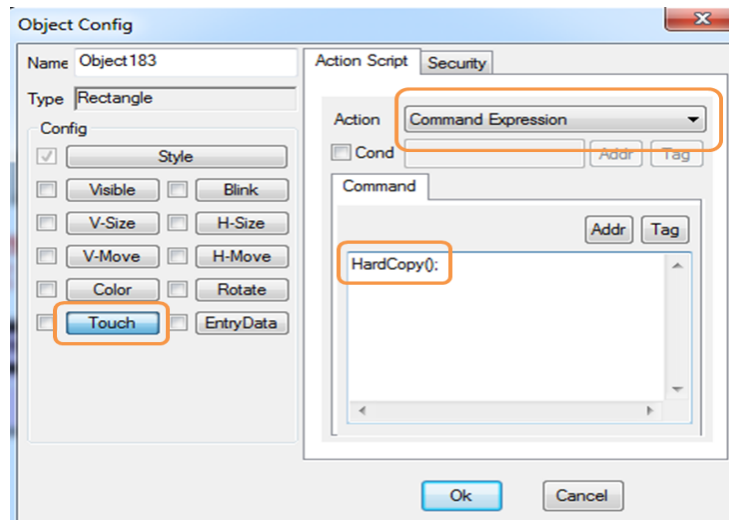 Object Config
Name Object183
Type Rectangle
Config
Style
Visible Blink
V-Size H-Size
V-Move H-Move
Color Rotate
Touch EntryData
Action Script Security
Action Command Expression
Cond Addr Tag
Command
Addr Tag
HardCopy();
Ok Cancel